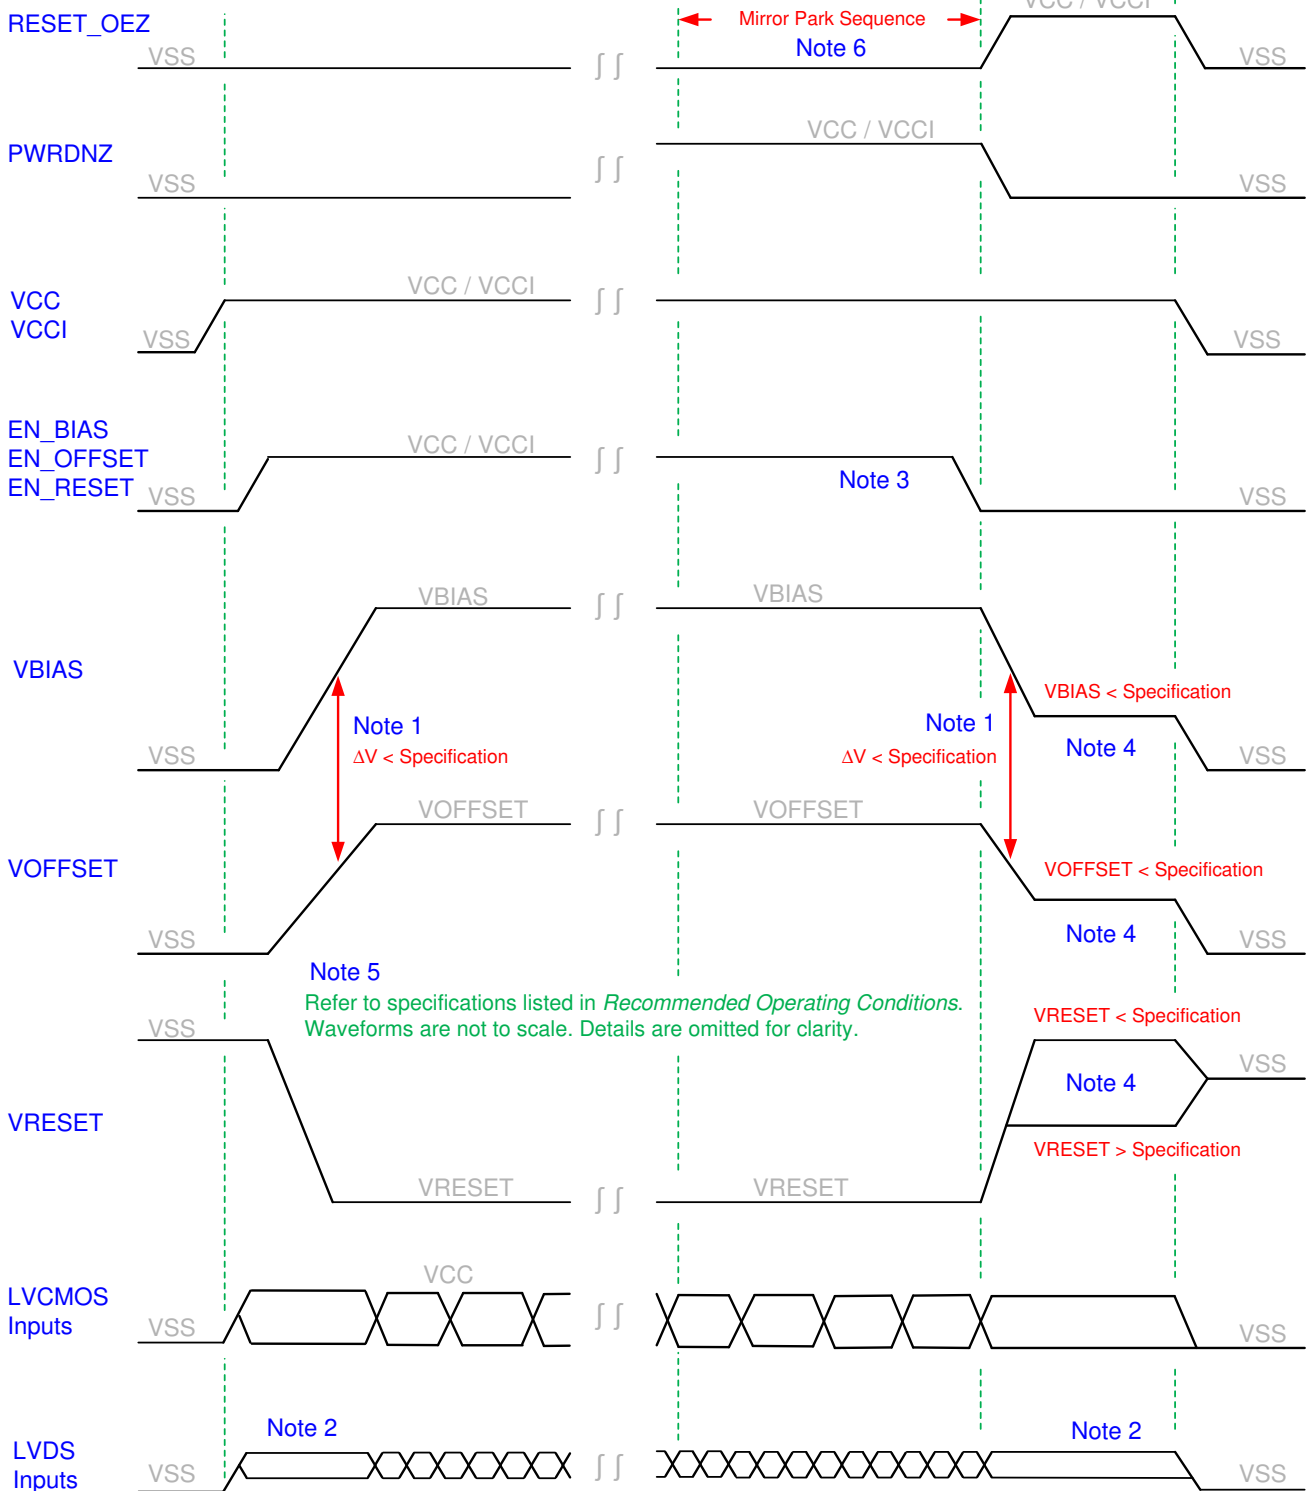 VCC / VCCI
RESET_OEZ
Mirror Park Sequence
Note 6
VSS
VSS
PWRDNZ
VCC / VCCI
VSS
VSS
VCC
VCCI
VCC / VCCI
VSS
VSS
EN_BIAS
EN_OFFSET
EN_RESET
VCC / VCCI
Note 3
VSS
VSS
VBIAS
VBIAS
VBIAS
VBIAS < Specification
Note 1
ΔV < Specification
Note 1
ΔV < Specification
Note 4
VSS
VSS
VOFFSET
VOFFSET
VOFFSET
VOFFSET < Specification
Note 4
VSS
VSS
Note 5
Refer to specifications listed in Recommended Operating Conditions.
Waveforms are not to scale. Details are omitted for clarity.
VSS
VRESET < Specification
VSS
Note 4
VRESET
VRESET > Specification
VRESET
VRESET
LVCMOS
Inputs
VCC
VSS
VSS
Note 2
Note 2
LVDS
Inputs
VSS
VSS